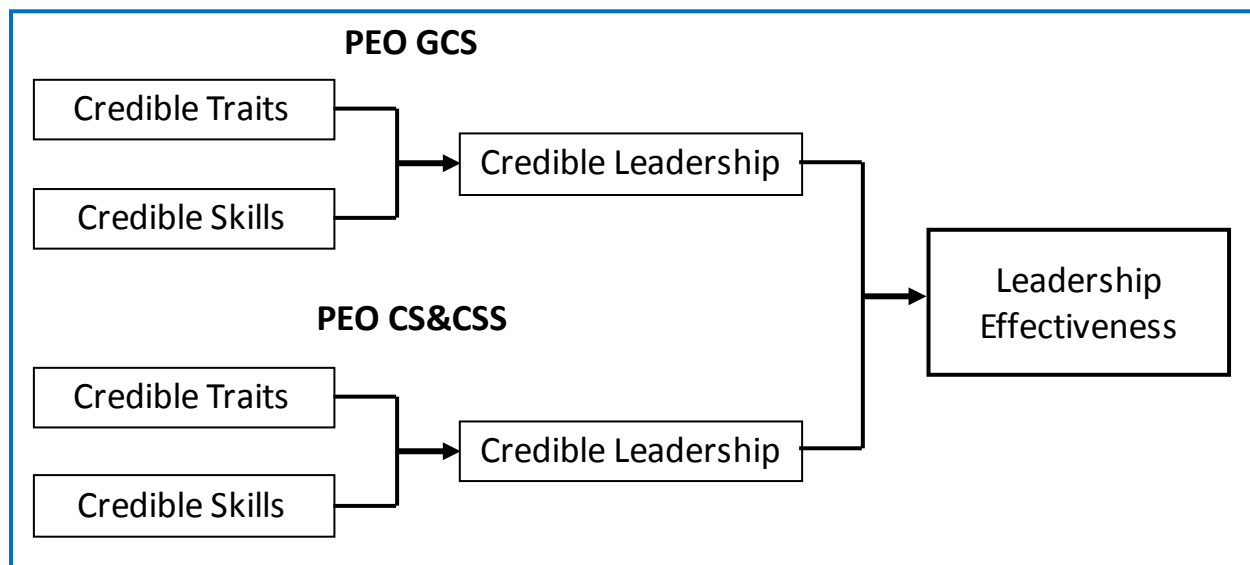 PEO GCS
Credible Traits
Credible Skills
Credible Leadership
PEO CS&CSS
Credible Traits
Credible Skills
Credible Leadership
Leadership
Effectiveness